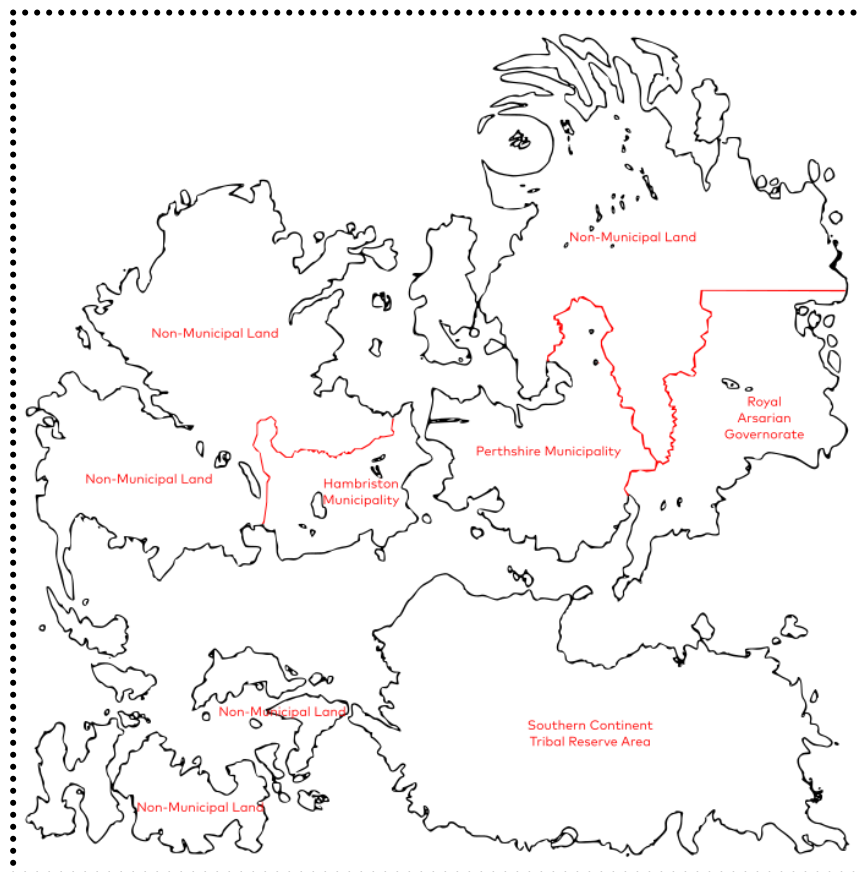 Non-Municipal Land
Non-Municipal Land
Royal
Arsarian
Governorate
Perthshire Municipality
Non-Municipal Land
Hambriston
Municipality
Non-Municipal Land
Southern Continent
Tribal Reserve Area
Non-Municipal Land